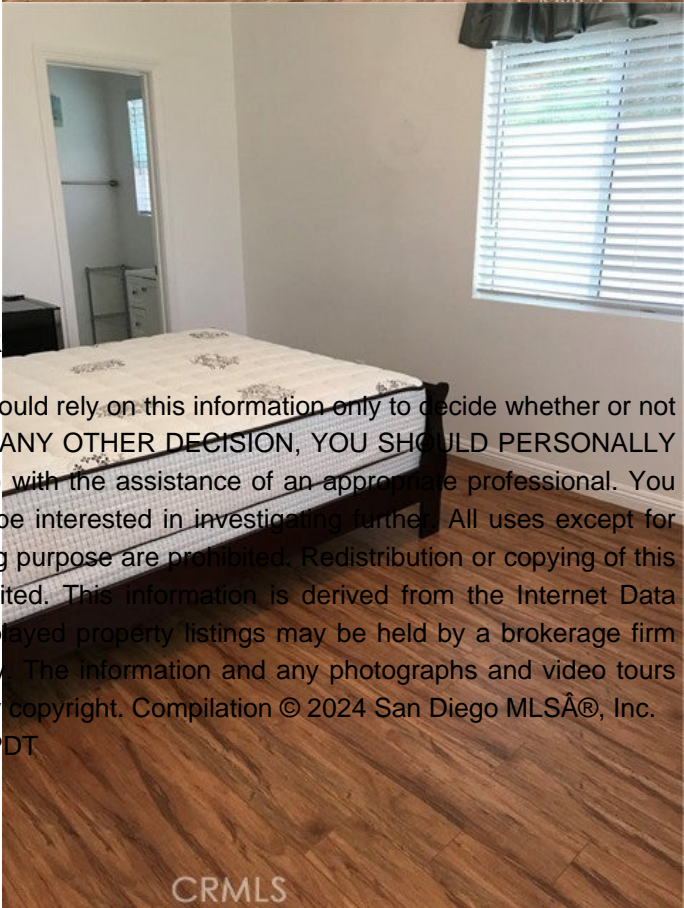 ould rely on this information only to decide whether or not
ANY OTHER DECISION, YOU SHOULD PERSONALLY
with the assistance of an appropriate professional. You
be interested in investigating further. All uses except for
g purpose are prohibited. Redistribution or copying of this
ited. This information is derived from the Internet Data
layed property listings may be held by a brokerage firm
. The information and any photographs and video tours
copyright. Compilation © 2024 San Diego MLSÂ®, Inc.
PDT
CRMLS